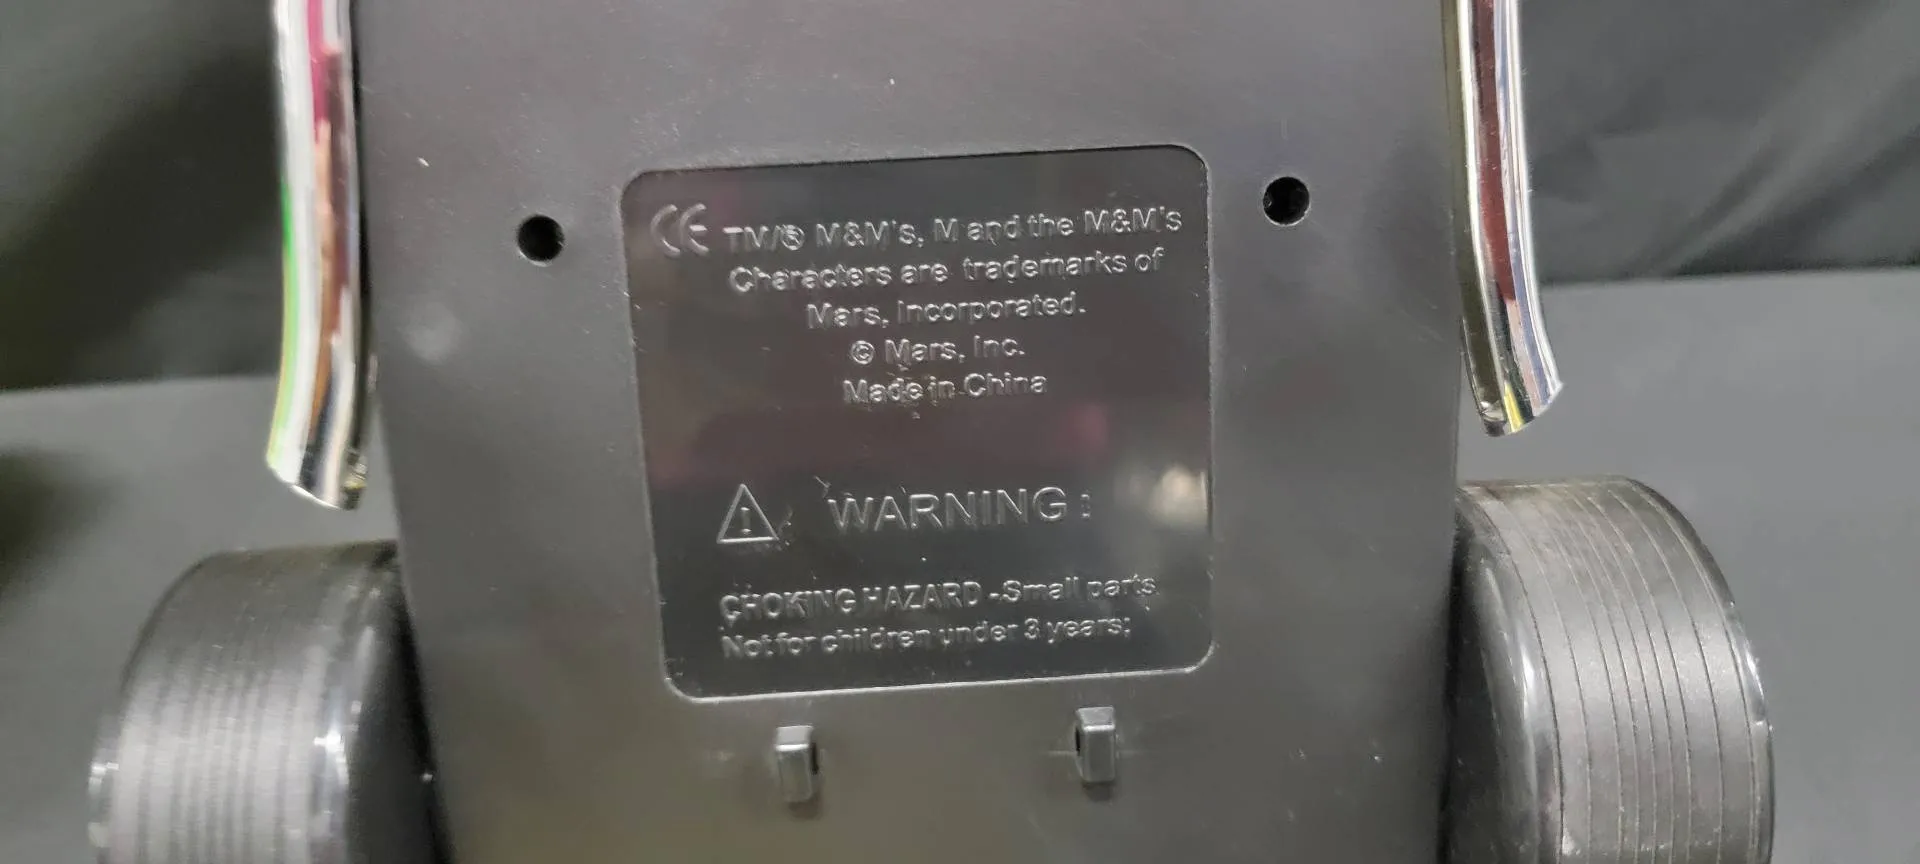 CE TM/® M&M's, M and the M&M's
Characters are trademarks of
Mars, Incorporated.
© Mars, Inc.
Made in China
WARNING:
CHOKING HAZARD -Small parts
Not for children under 3 years;